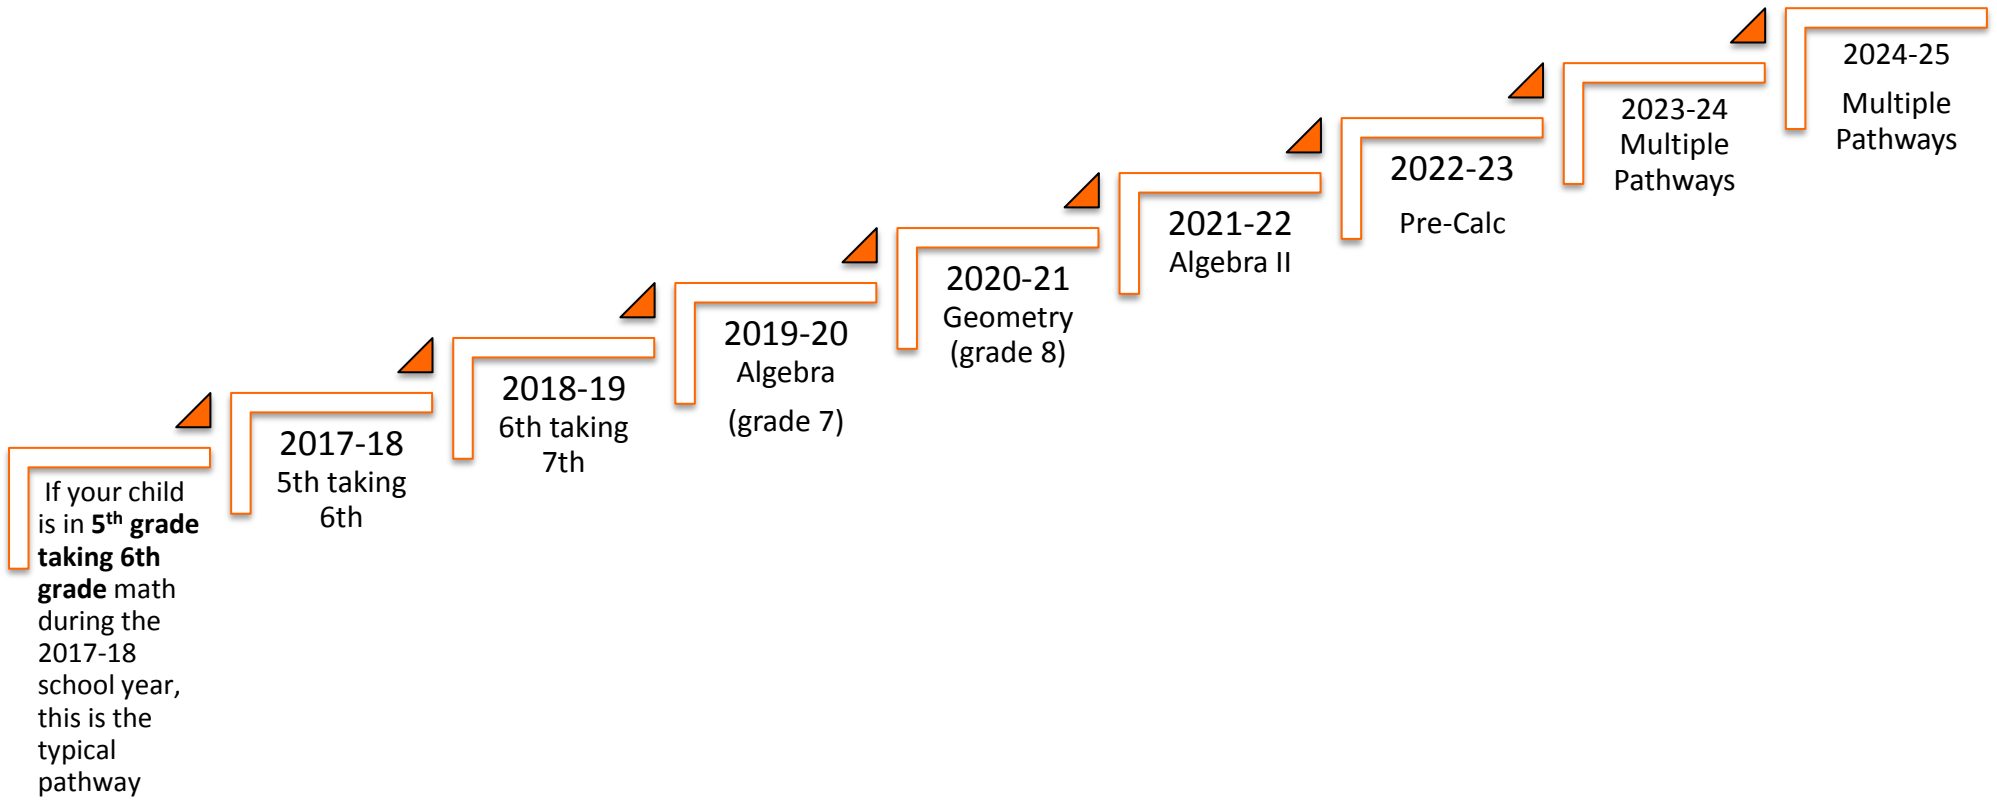 If your child
is in 5th grade
taking 6th
grade math
during the
2017-18
school year,
this is the
typical
pathway
2017-18
5th taking
6th
2018-19
6th taking
7th
2019-20
Algebra
(grade 7)
2020-21
Geometry
(grade 8)
2021-22
Algebra II
2022-23
Pre-Calc
2023-24
Multiple
Pathways
2024-25
Multiple
Pathways